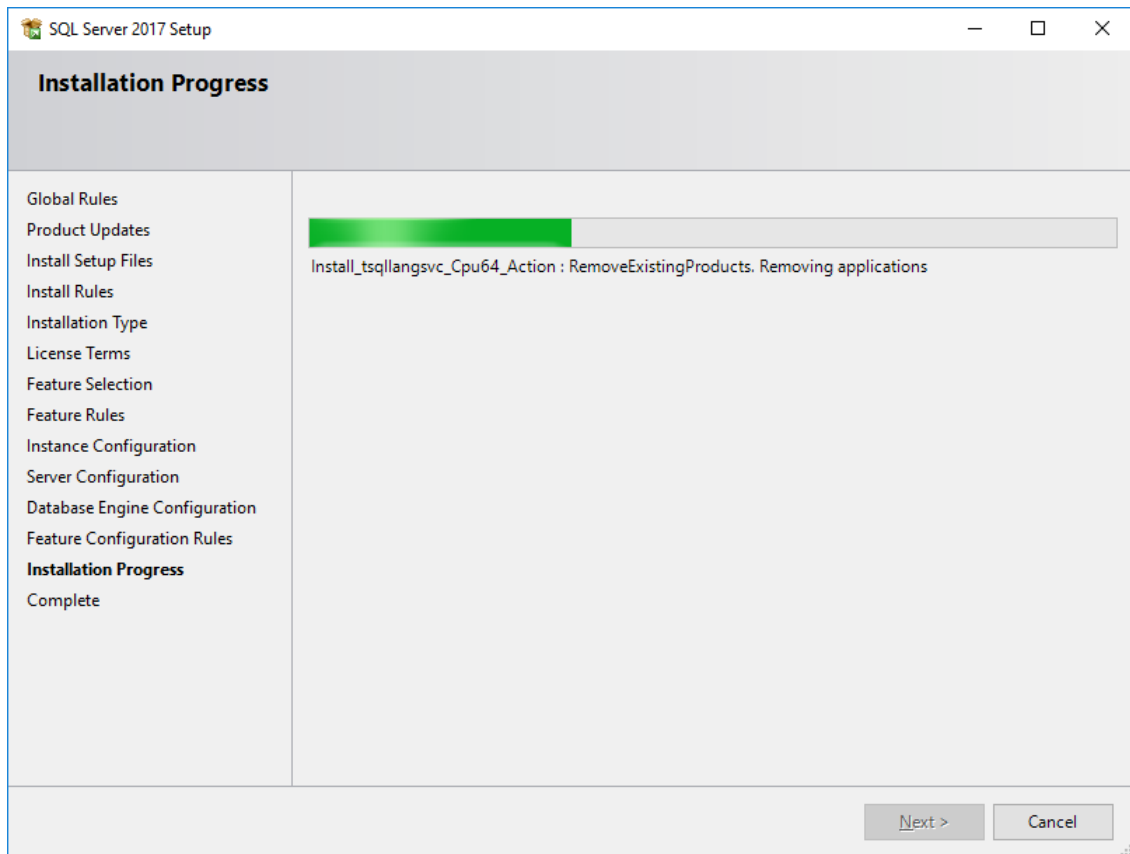 SQL Server 2017 Setup
Installation Progress
Global Rules
Product Updates
Install Setup Files
Install Rules
Installation Type
License Terms
Feature Selection
Feature Rules
Instance Configuration
Server Configuration
Database Engine Configuration
Feature Configuration Rules
Installation Progress
Complete
Install_tsqllangsvc_Cpu64_Action : RemoveExistingProducts. Removing applications
Next >
Cancel